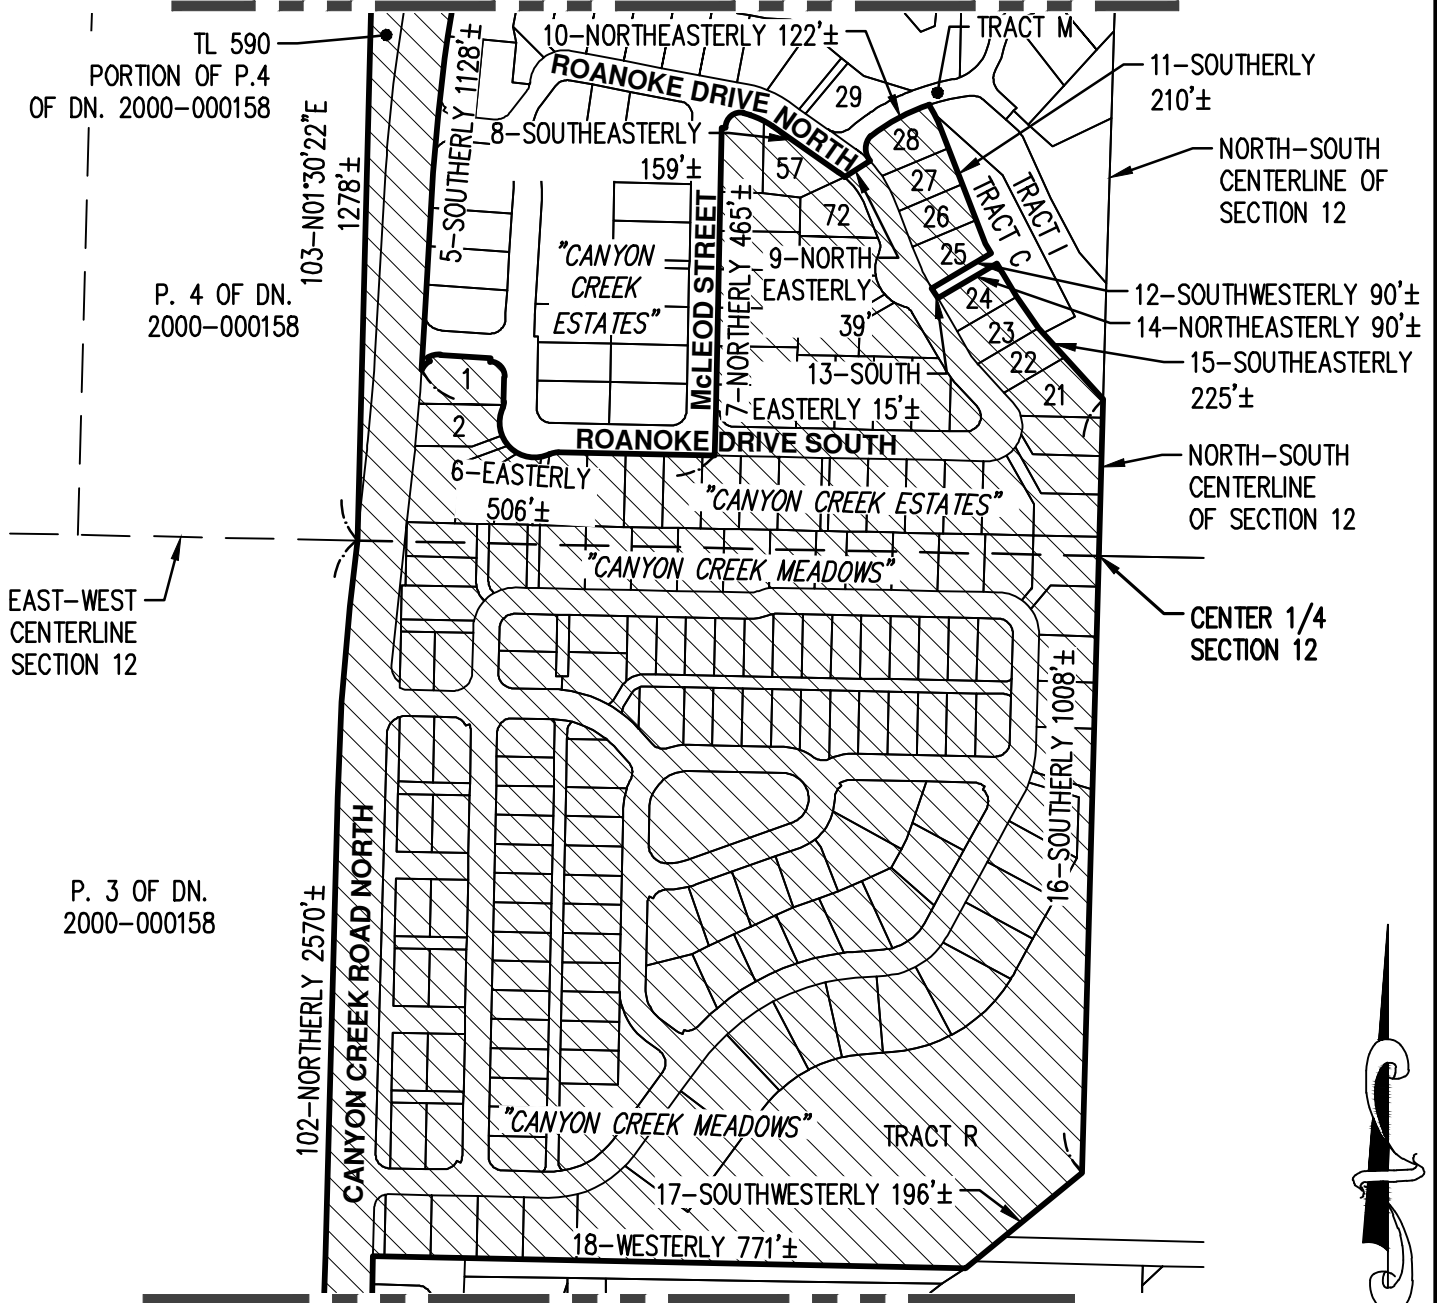 TL 590
PORTION OF P.4
OF DN. 2000-000158
103-N01°30'22"E
1278'±
5-SOUTHERLY 1128'±
10-NORTHEASTERLY 122'±
TRACT M
11-SOUTHERLY
210'±
ROANOKE DRIVE NORTH
29
28
27
26
25
24
23
22
21
8-SOUTHEASTERLY
159'±
57
72
TRACT C
TRACT I
NORTH-SOUTH
CENTERLINE OF
SECTION 12
P. 4 OF DN.
2000-000158
"CANYON
CREEK
ESTATES"
McLEOD STREET
7-NORTHERLY 465'±
9-NORTH
EASTERLY
39'
12-SOUTHWESTERLY 90'±
14-NORTHEASTERLY 90'±
15-SOUTHEASTERLY
225'±
13-SOUTH
EASTERLY 15'±
1
2
ROANOKE DRIVE SOUTH
6-EASTERLY
506'±
"CANYON CREEK ESTATES"
NORTH-SOUTH
CENTERLINE
OF SECTION 12
"CANYON CREEK MEADOWS"
EAST-WEST
CENTERLINE
SECTION 12
CENTER 1/4
SECTION 12
16-SOUTHERLY 1008'±
P. 3 OF DN.
2000-000158
102-NORTHERLY 2570'±
CANYON CREEK ROAD NORTH
"CANYON CREEK MEADOWS"
TRACT R
17-SOUTHWESTERLY 196'±
18-WESTERLY 771'±